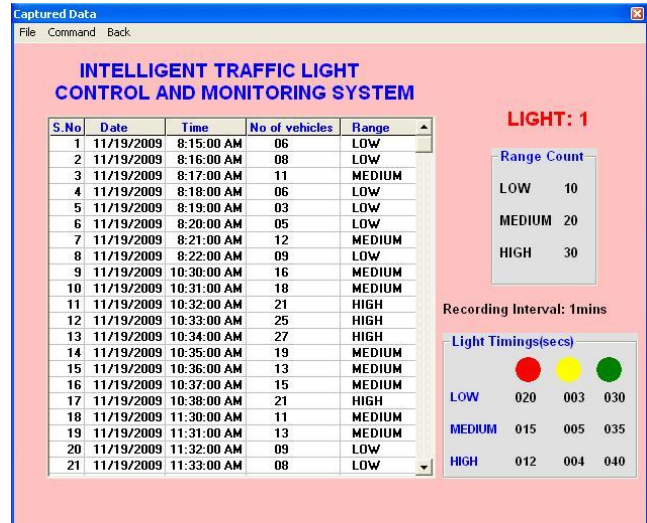 Captured Data
File Command Back
INTELLIGENT TRAFFIC LIGHT
CONTROL AND MONITORING SYSTEM
S.No Date Time No of vehicles Range
1 11/19/2009 8:15:00 AM 06 LOW
2 11/19/2009 8:16:00 AM 08 LOW
3 11/19/2009 8:17:00 AM 11 MEDIUM
4 11/19/2009 8:18:00 AM 06 LOW
5 11/19/2009 8:19:00 AM 03 LOW
6 11/19/2009 8:20:00 AM 05 LOW
7 11/19/2009 8:21:00 AM 12 MEDIUM
8 11/19/2009 8:22:00 AM 09 LOW
9 11/19/2009 10:30:00 AM 16 MEDIUM
10 11/19/2009 10:31:00 AM 18 MEDIUM
11 11/19/2009 10:32:00 AM 21 HIGH
12 11/19/2009 10:33:00 AM 25 HIGH
13 11/19/2009 10:34:00 AM 27 HIGH
14 11/19/2009 10:35:00 AM 19 MEDIUM
15 11/19/2009 10:36:00 AM 13 MEDIUM
16 11/19/2009 10:37:00 AM 15 MEDIUM
17 11/19/2009 10:38:00 AM 21 HIGH
18 11/19/2009 11:30:00 AM 11 MEDIUM
19 11/19/2009 11:31:00 AM 13 MEDIUM
20 11/19/2009 11:32:00 AM 09 LOW
21 11/19/2009 11:33:00 AM 08 LOW
LIGHT: 1
Range Count
LOW 10
MEDIUM 20
HIGH 30
Recording Interval: 1mins
Light Timings(secs)
LOW 020 003 030
MEDIUM 015 005 035
HIGH 012 004 040